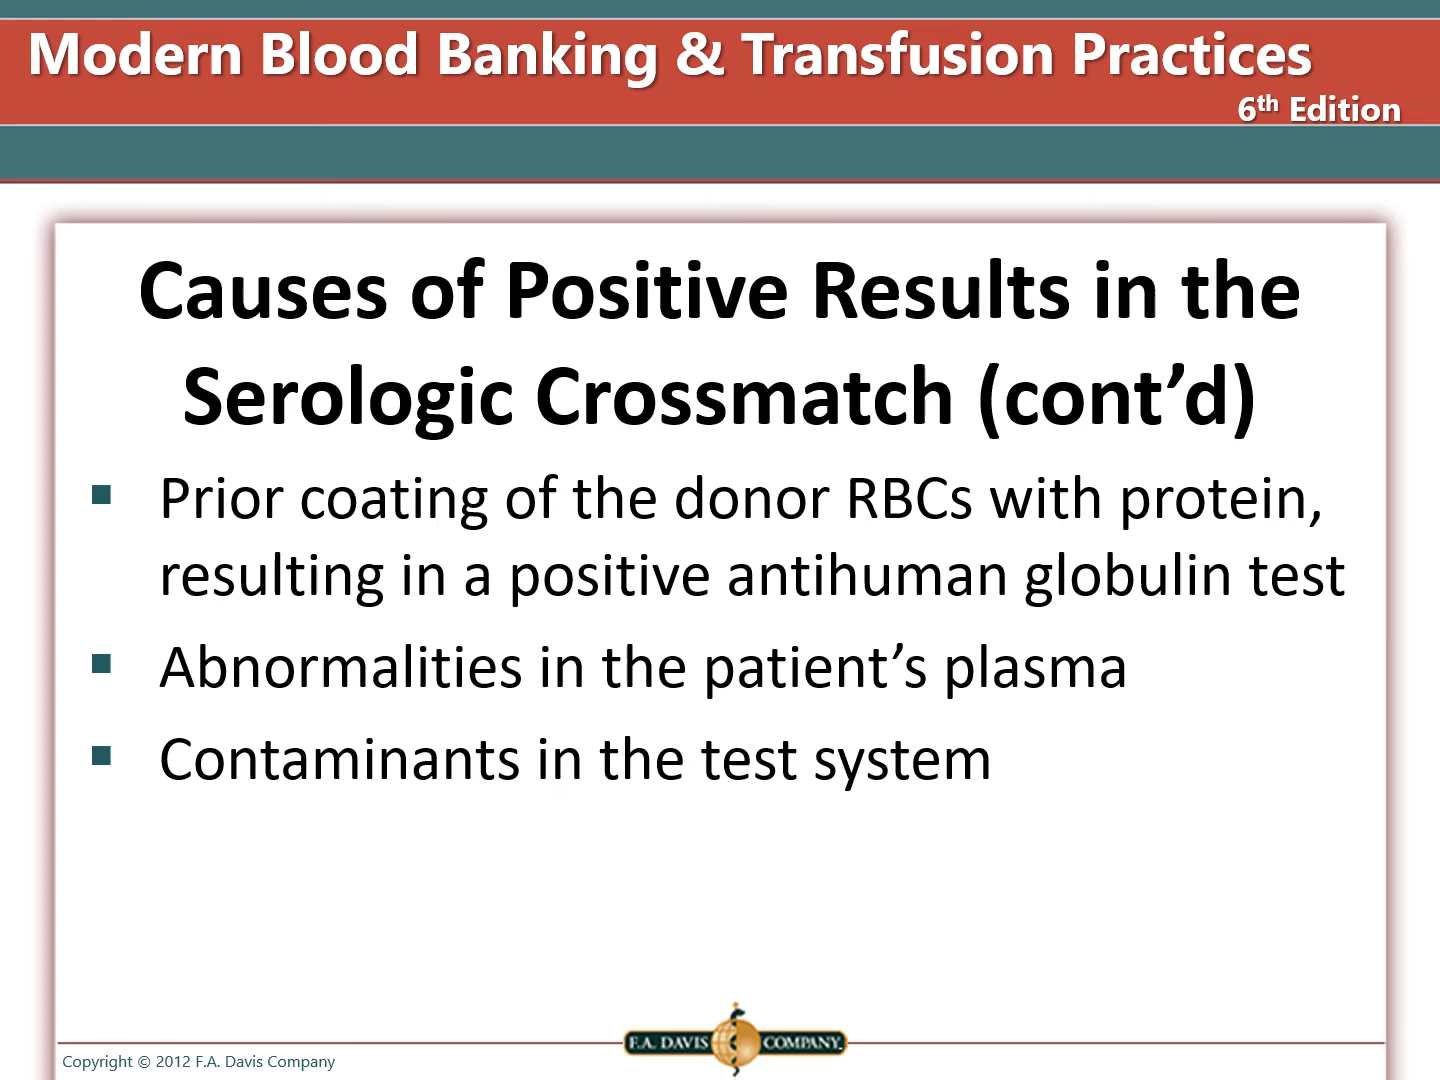 Modern Blood Banking & Transfusion Practices
6th Edition
Causes of Positive Results in the
Serologic Crossmatch (cont’d)
▪ Prior coating of the donor RBCs with protein,
resulting in a positive antihuman globulin test
▪ Abnormalities in the patient’s plasma
▪ Contaminants in the test system
F.A. DAVIS COMPANY
Copyright © 2012 F.A. Davis Company